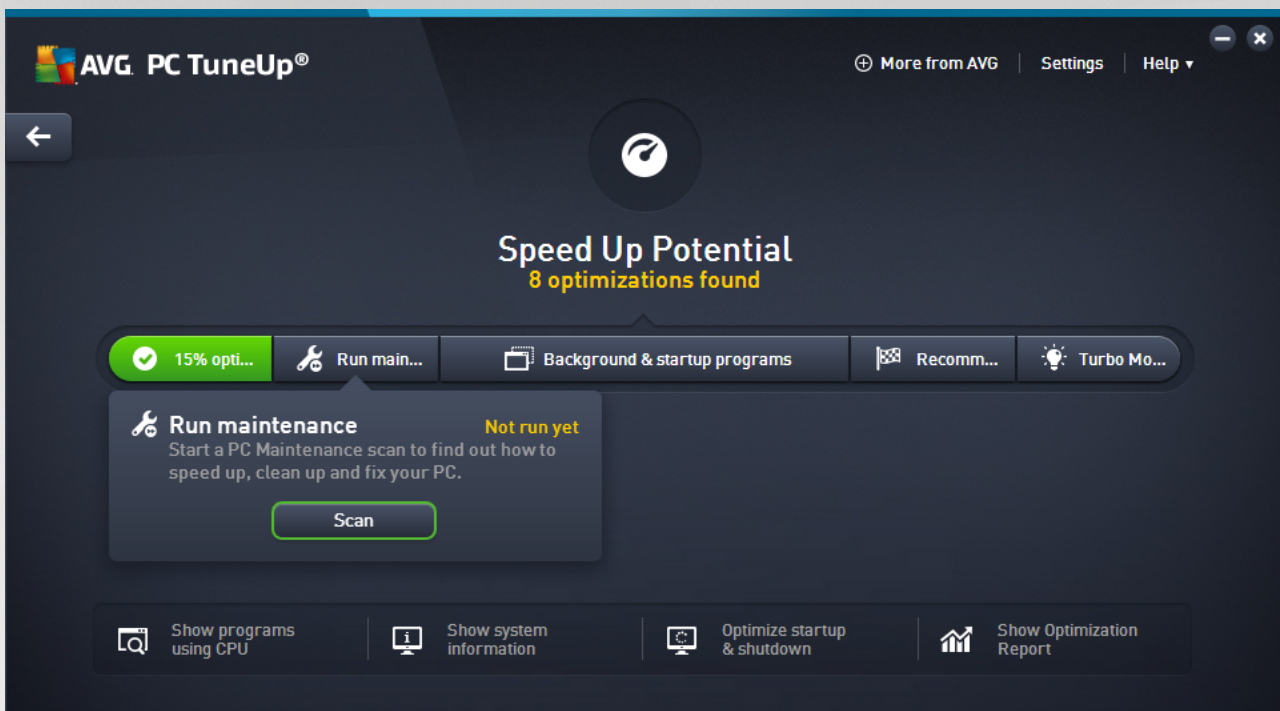 AVG PC TuneUp®
More from AVG
Settings
Help
Speed Up Potential
8 optimizations found
15% opti...
Run main...
Background & startup programs
Recomm...
Turbo Mo...
Run maintenance
Not run yet
Start a PC Maintenance scan to find out how to
speed up, clean up and fix your PC.
Scan
Show programs
using CPU
Show system
information
Optimize startup
& shutdown
Show Optimization
Report